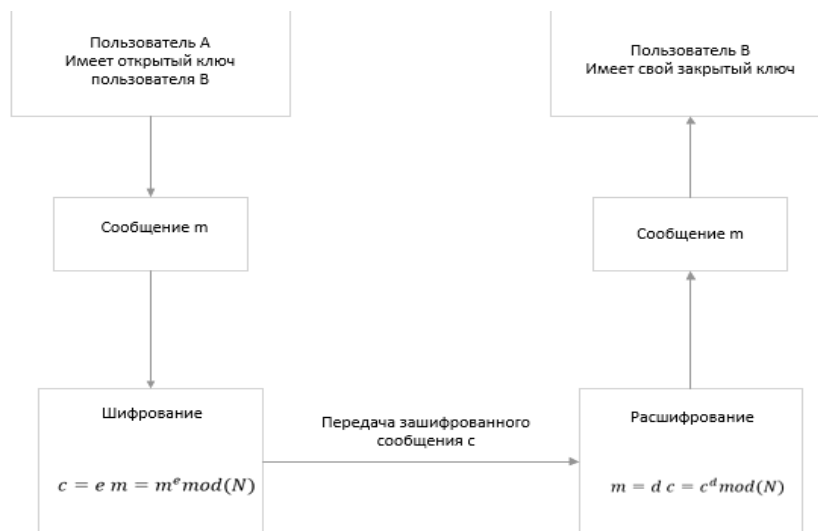 Пользователь А
Имеет открытый ключ
пользователя В
Пользователь В
Имеет свой закрытый ключ
Сообщение m
Сообщение m
Шифрование
c = e m = m^e mod(N)
Передача зашифрованного
сообщения с
Расшифрование
m = d c = c^d mod(N)